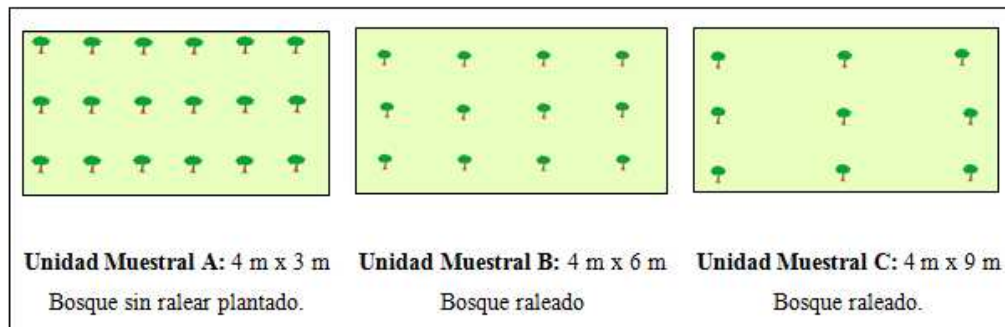 Unidad Muestral A: 4 m x 3 m
Bosque sin ralear plantado.
Unidad Muestral B: 4 m x 6 m
Bosque raleado
Unidad Muestral C: 4 m x 9 m
Bosque raleado.